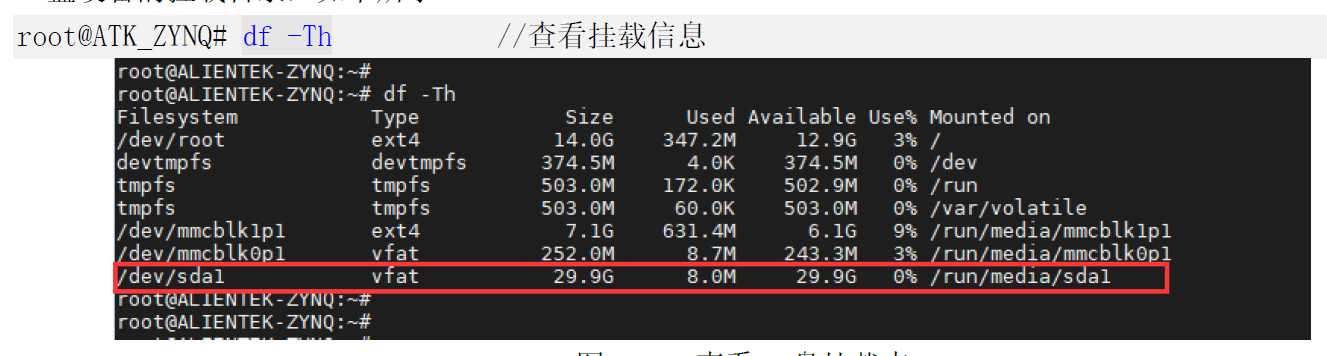 root@ATK_ZYNQ# df -Th //查看挂载信息
root@ALIENTEK-ZYNQ:~#
root@ALIENTEK-ZYNQ:~# df -Th
Filesystem Type Size Used Available Use% Mounted on
/dev/root ext4 14.0G 347.2M 12.9G 3% /
devtmpfs devtmpfs 374.5M 4.0K 374.5M 0% /dev
tmpfs tmpfs 503.0M 172.0K 502.9M 0% /run
tmpfs tmpfs 503.0M 60.0K 503.0M 0% /var/volatile
/dev/mmcblk1p1 ext4 7.1G 631.4M 6.1G 9% /run/media/mmcblk1p1
/dev/mmcblk0p1 vfat 252.0M 8.7M 243.3M 3% /run/media/mmcblk0p1
/dev/sda1 vfat 29.9G 8.0M 29.9G 0% /run/media/sda1
root@ALIENTEK-ZYNQ:~#
root@ALIENTEK-ZYNQ:~#